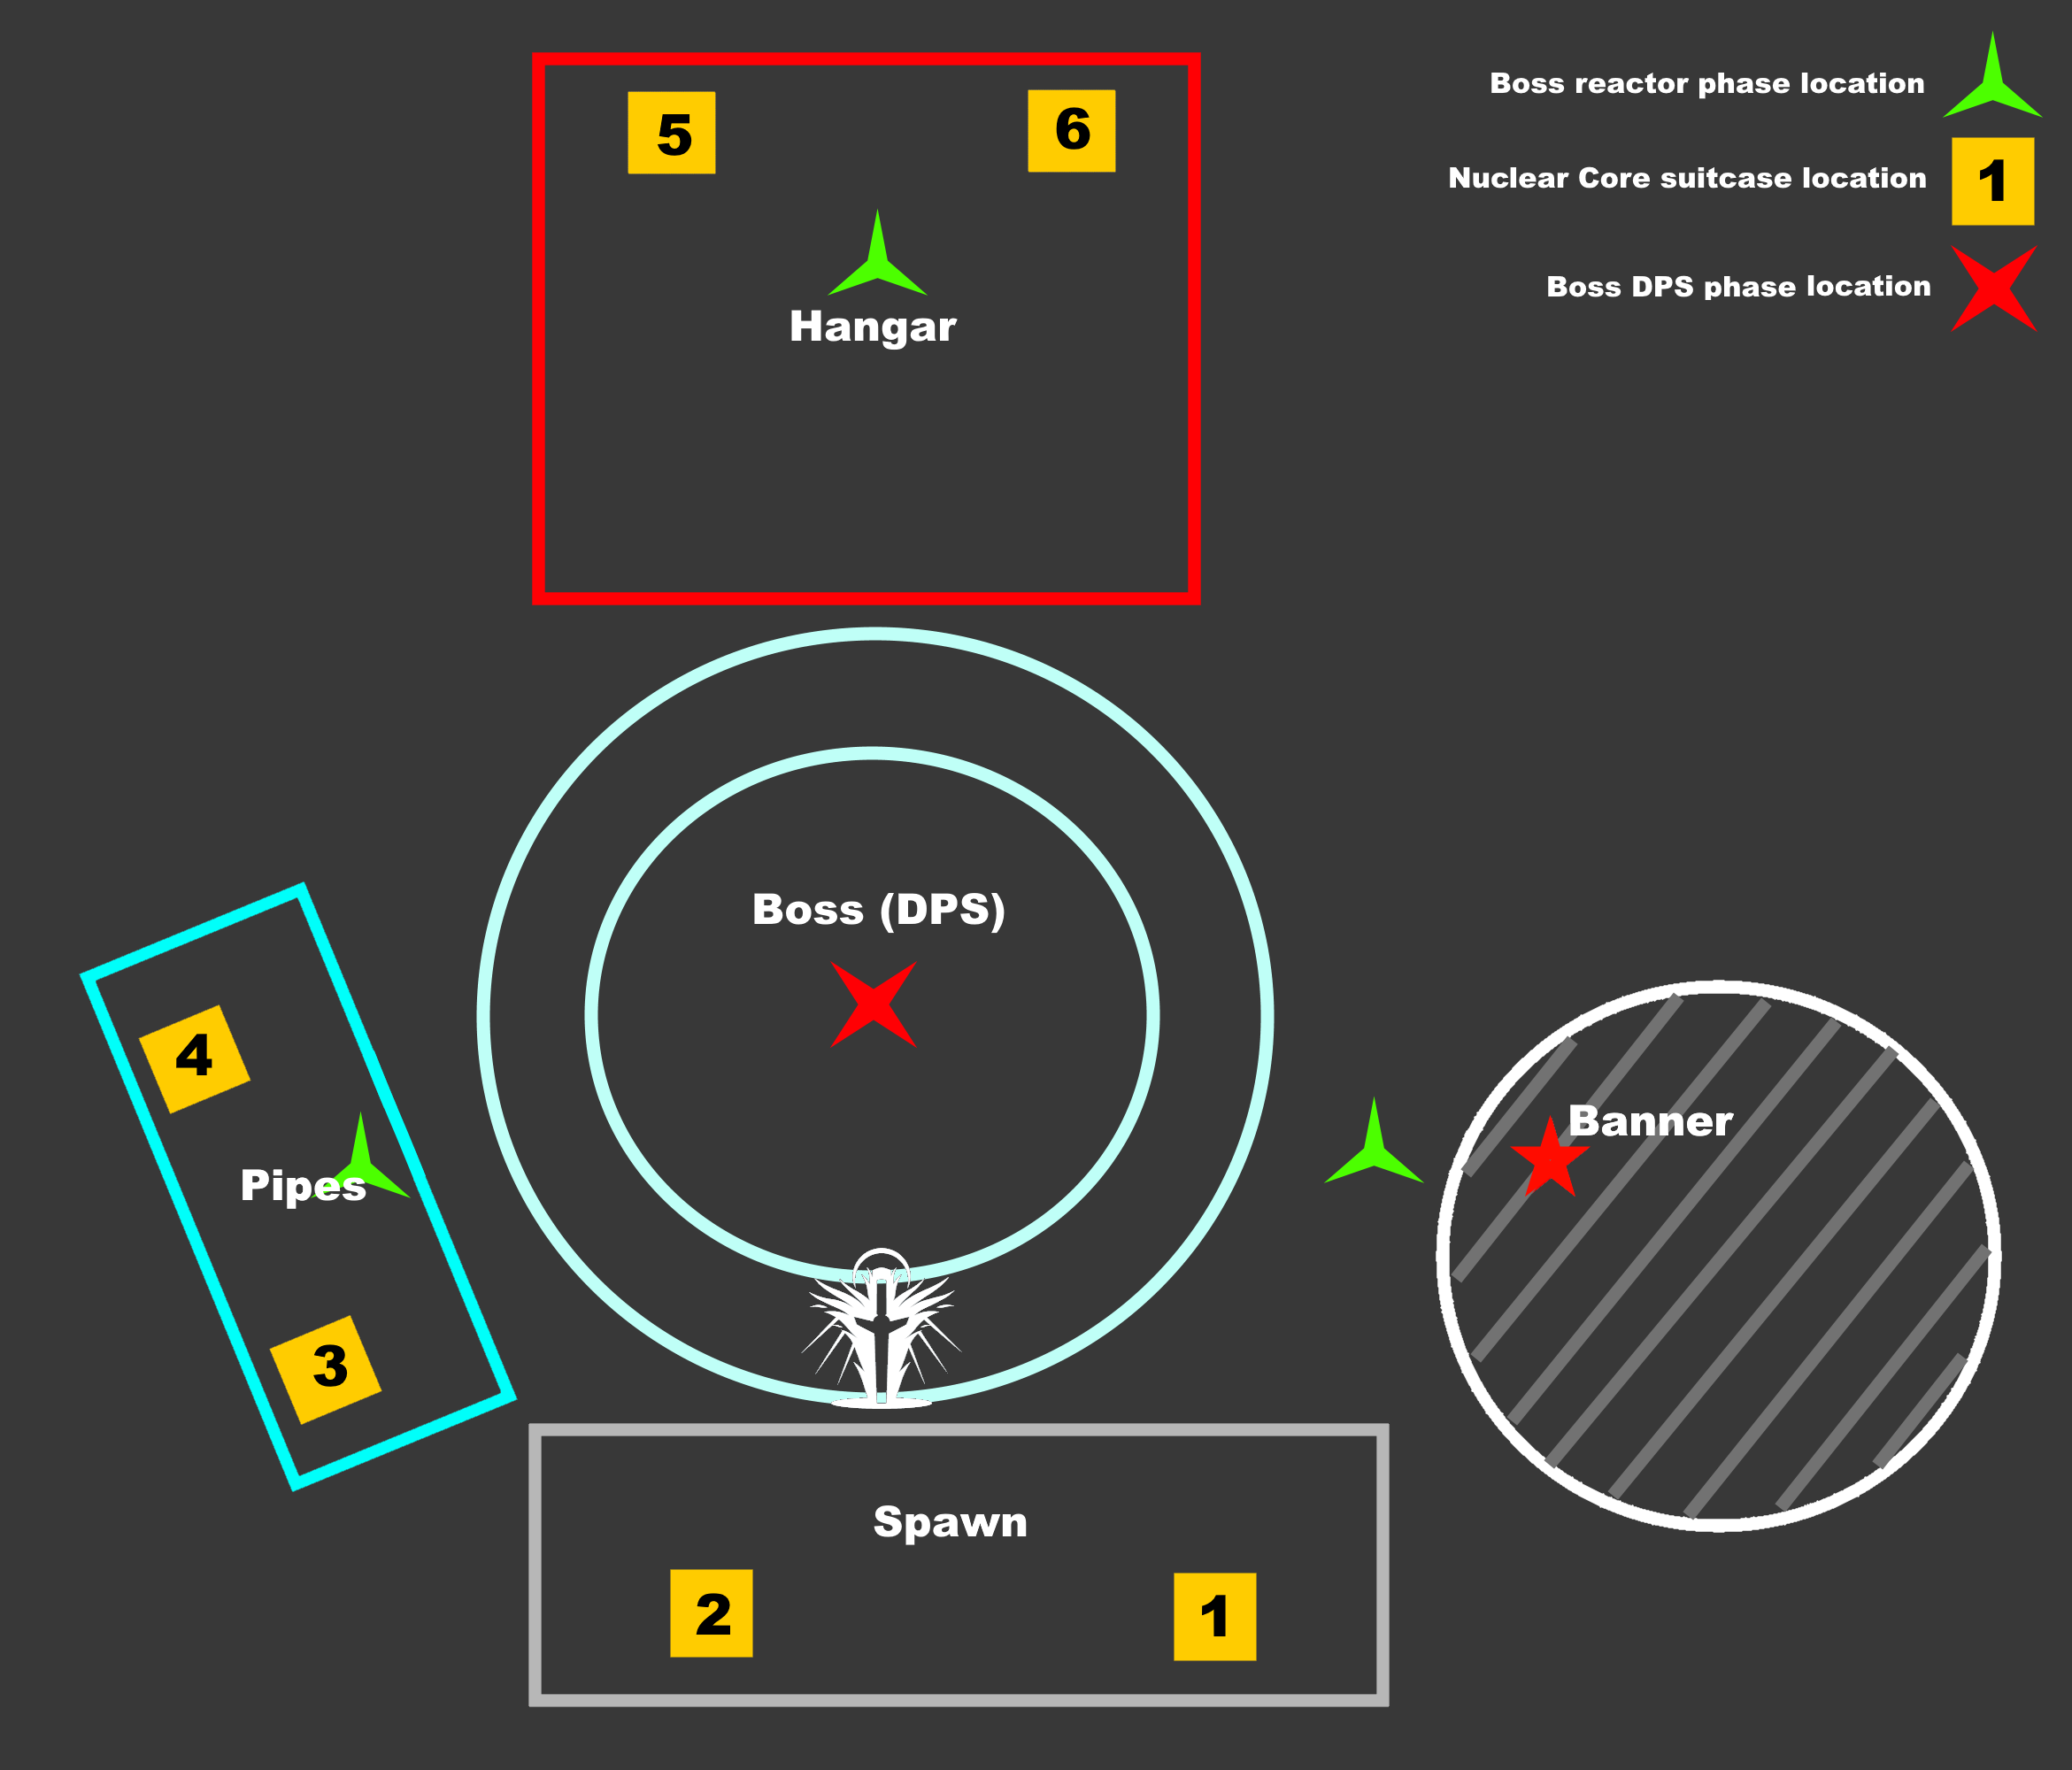 Boss reactor phase location
Nuclear Core suitcase location
1
Boss DPS phase location
5
6
Hangar
Boss (DPS)
4
Pipes
3
Banner
Spawn
2
1